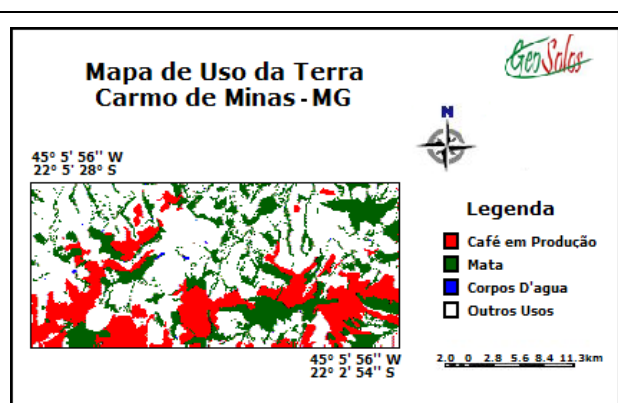 GeoSolos
Mapa de Uso da Terra
Carmo de Minas - MG
N
45° 5' 56'' W
22° 5' 28° S
Legenda
Café em Produção
Mata
Corpos D'agua
Outros Usos
45° 5' 56'' W
22° 2' 54'' S
2.0 0 2.8 5.6 8.4 11.3km